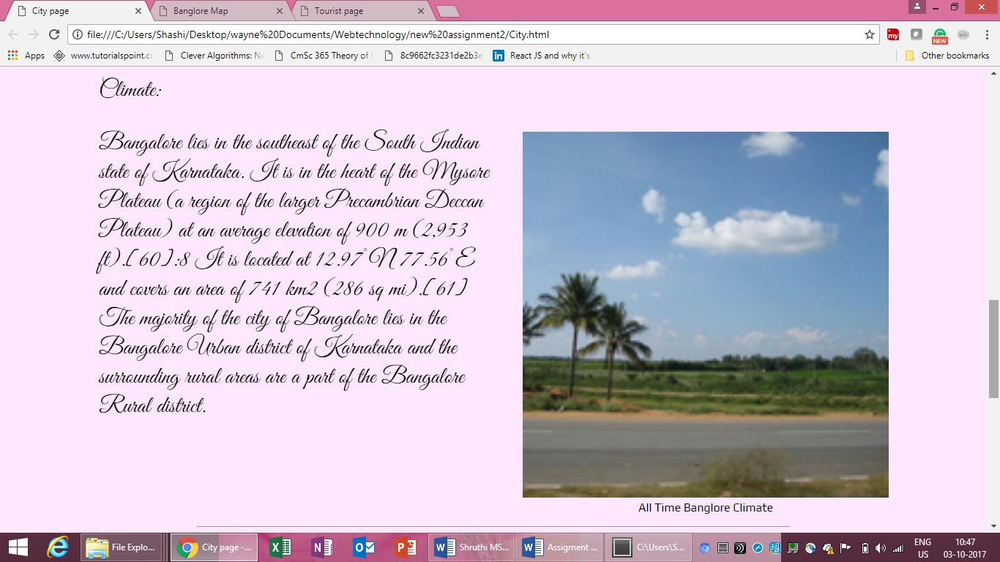 City page
Banglore Map
Tourist page
file:///C:/Users/Shashi/Desktop/wayne%20Documents/Webtechnology/new%20assignment2/City.html
my
NEW
Apps
www.tutorialspoint.cc
Clever Algorithms: Na
CmSc 365 Theory of
8c9662fc3231de2b3e
in
React JS and why it's
Other bookmarks
Climate:
Bangalore lies in the southeast of the South Indian
state of Karnataka. It is in the heart of the Mysore
Plateau (a region of the larger Precambrian Deccan
Plateau) at an average elevation of 900 m (2,953
ft).[60]:8 It is located at 12.97°N 77.56°E
and covers an area of 741 km2 (286 sq mi).[61]
The majority of the city of Bangalore lies in the
Bangalore Urban district of Karnataka and the
surrounding rural areas are a part of the Bangalore
Rural district.
All Time Banglore Climate
File Explo...
City page -...
Shruthi MS...
Assigment ...
C:\Users\S...
ENG
US
10:47
03-10-2017